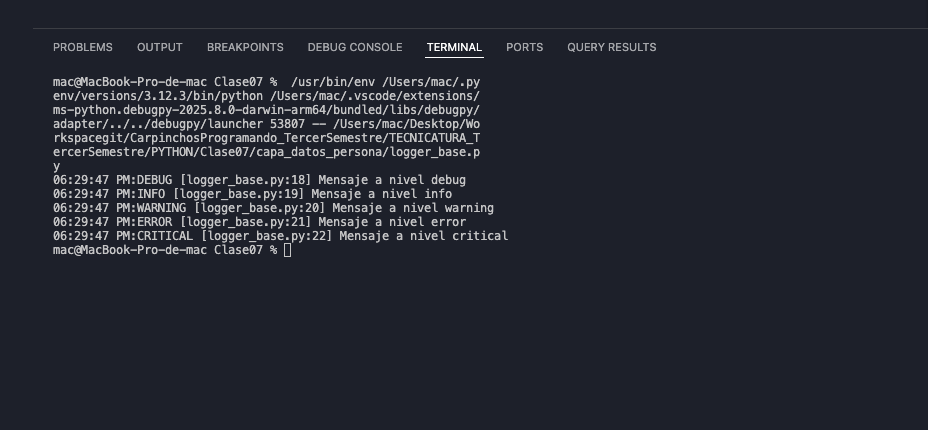 PROBLEMS OUTPUT BREAKPOINTS DEBUG CONSOLE TERMINAL PORTS QUERY RESULTS
mac@MacBook-Pro-de-mac Clase07 %  /usr/bin/env /Users/mac/.py
env/versions/3.12.3/bin/python /Users/mac/.vscode/extensions/
ms-python.debugpy-2025.8.0-darwin-arm64/bundled/libs/debugpy/
adapter/../../debugpy/launcher 53807 -- /Users/mac/Desktop/Wo
rkspacegit/CarpinchosProgramando_TercerSemestre/TECNICATURA_T
ercerSemestre/PYTHON/Clase07/capa_datos_persona/logger_base.p
y
06:29:47 PM:DEBUG [logger_base.py:18] Mensaje a nivel debug
06:29:47 PM:INFO [logger_base.py:19] Mensaje a nivel info
06:29:47 PM:WARNING [logger_base.py:20] Mensaje a nivel warning
06:29:47 PM:ERROR [logger_base.py:21] Mensaje a nivel error
06:29:47 PM:CRITICAL [logger_base.py:22] Mensaje a nivel critical
mac@MacBook-Pro-de-mac Clase07 %